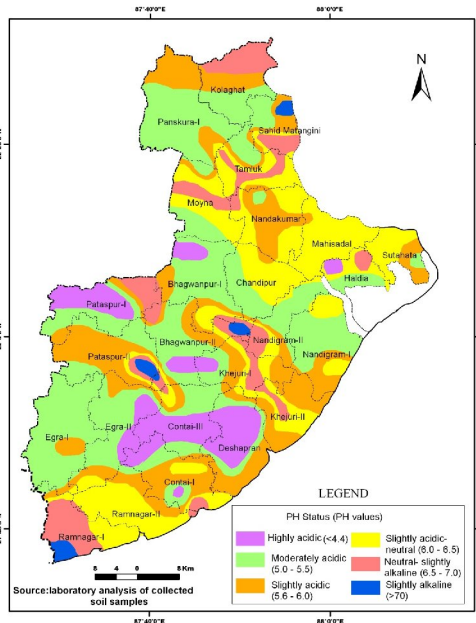 87°40'0"E 88°0'0"E
N
Kolaghat
Panskura-I
Sahid Matangini
Tamluk
Moyna
Nandakumar
Mahisadal
Sutahata
Haldia
Bhagwanpur-I
Chandipur
Pataspur-I
Bhagwanpur-II
Nandigram-II
Nandigram-I
Pataspur-II
Khejuri-I
Khejuri-II
Egra-II
Contai-III
Egra-I
Deshapran
Contai-I
Ramnagar-II
Ramnagar-I
8 4 0 8 Km
Source:laboratory analysis of collected
soil samples
LEGEND
PH Status (PH values)
Highly acidic (<4.4)
Moderately acidic
(5.0 - 5.5)
Slightly acidic
(5.6 - 6.0)
Slightly acidic-
neutral (6.0 - 6.5)
Neutral- slightly
alkaline (6.5 - 7.0)
Slightly alkaline
(>70)
87°40'0"E 88°0'0"E